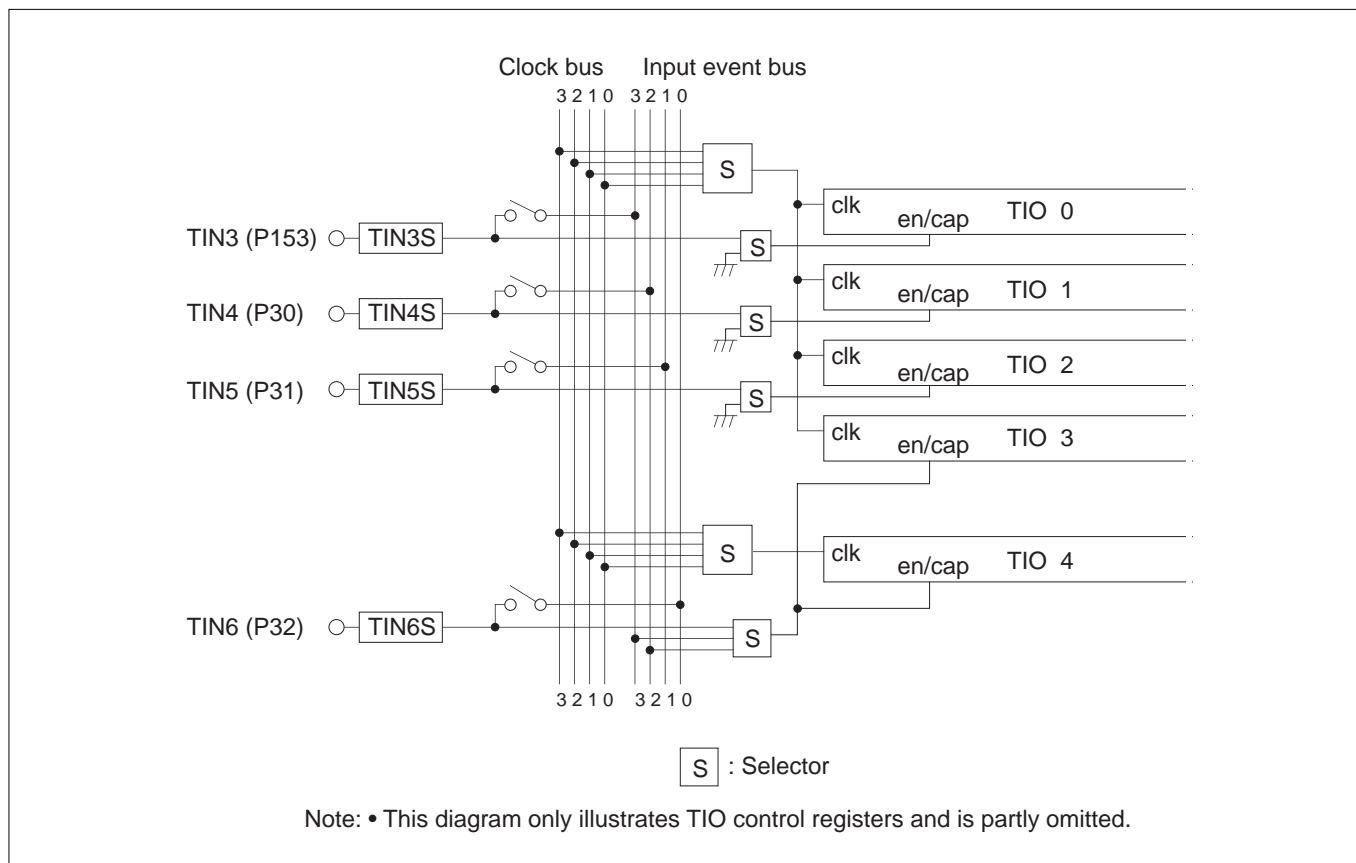 Clock bus Input event bus
3 2 1 0 3 2 1 0
S
clk
en/cap
TIO 0
TIN3 (P153)
TIN3S
S
clk
en/cap
TIO 1
TIN4 (P30)
TIN4S
S
clk
en/cap
TIO 2
TIN5 (P31)
TIN5S
S
clk
en/cap
TIO 3
S
clk
en/cap
TIO 4
TIN6 (P32)
TIN6S
S
3 2 1 0 3 2 1 0
S : Selector
Note: • This diagram only illustrates TIO control registers and is partly omitted.